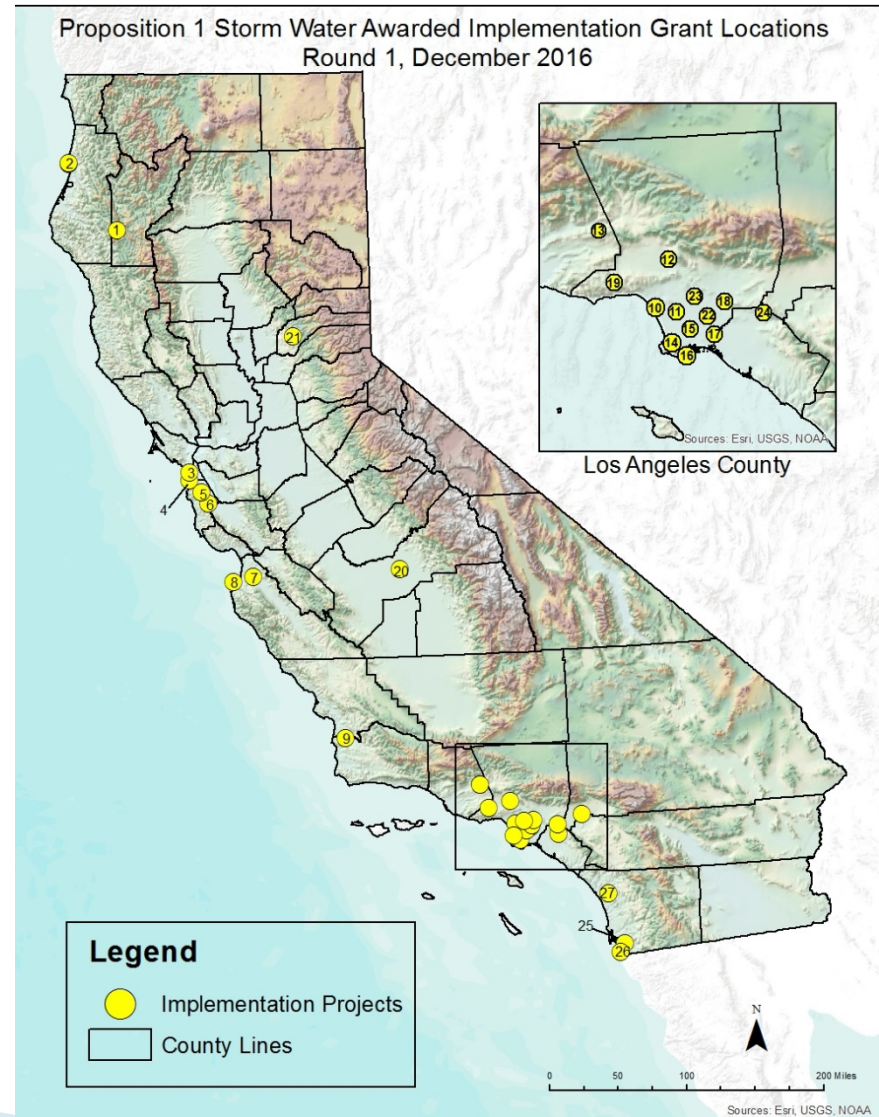 Proposition 1 Storm Water Awarded Implementation Grant Locations
Round 1, December 2016
2
1
21
3
4
5
6
8
7
20
9
27
25
26
13
12
19
10
11
23
18
22
24
15
17
14
16
Sources: Esri, USGS, NOAA
Los Angeles County
Legend
Implementation Projects
County Lines
N
0 50 100 200 Miles
Sources: Esri, USGS, NOAA